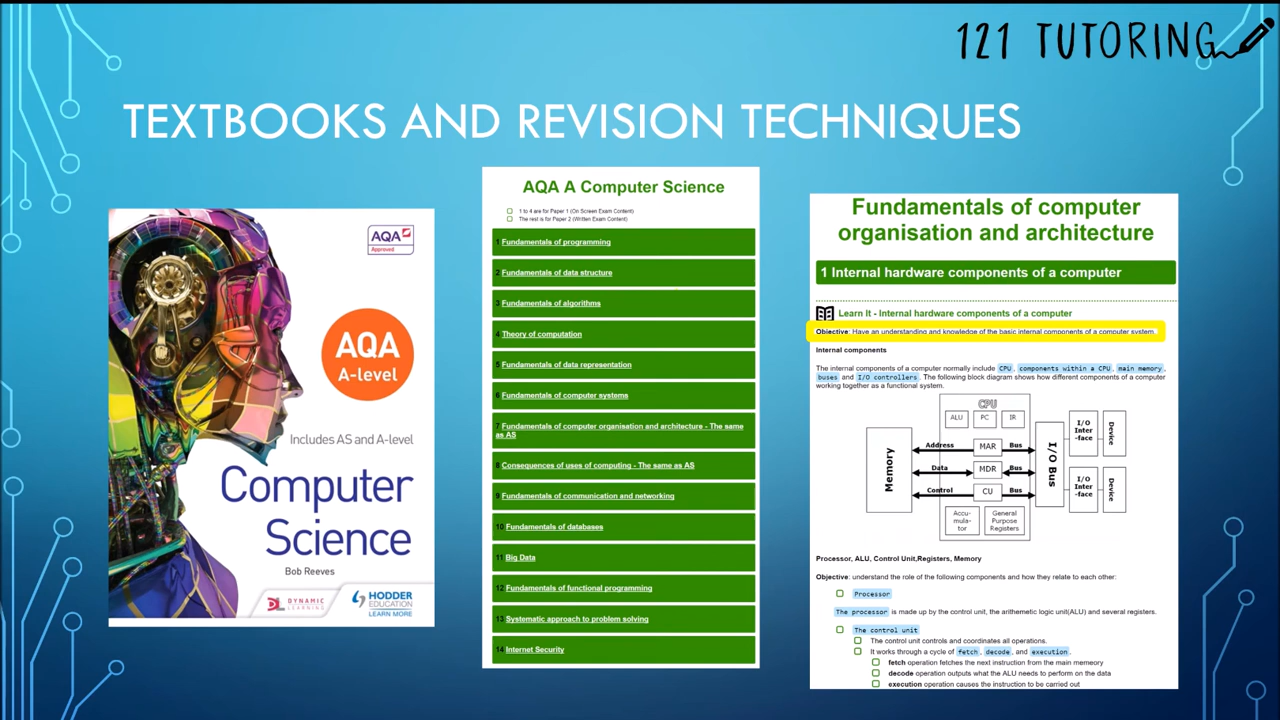 121 TUTORING
TEXTBOOKS AND REVISION TECHNIQUES
AQA
Approved
AQA
A-level
Includes AS and A-level
Computer
Science
Bob Reeves
DYNAMIC
LEARNING
HODDER
EDUCATION
LEARN MORE
AQA A Computer Science
1 to 4 are for Paper 1 (On Screen Exam Content)
The rest is for Paper 2 (Written Exam Content)
1 Fundamentals of programming
2 Fundamentals of data structure
3 Fundamentals of algorithms
4 Theory of computation
5 Fundamentals of data representation
6 Fundamentals of computer systems
7 Fundamentals of computer organisation and architecture - The same
as AS
8 Consequences of uses of computing - The same as AS
9 Fundamentals of communication and networking
10 Fundamentals of databases
11 Big Data
12 Fundamentals of functional programming
13 Systematic approach to problem solving
14 Internet Security
Fundamentals of computer
organisation and architecture
1 Internal hardware components of a computer
Learn It - Internal hardware components of a computer
Objective: Have an understanding and knowledge of the basic internal components of a computer system.
Internal components
The internal components of a computer normally include CPU, components within a CPU, main memory,
buses and I/O controllers. The following block diagram shows how different components of a computer
working together as a functional system.
CPU
ALU PC IR
Memory
Address MAR Bus
Data MDR Bus
Control CU Bus
Accu-
mula-
tor
General
Purpose
Registers
I/O Bus
I/O
Inter
-face
Device
I/O
Inter
-face
Device
Processor, ALU, Control Unit,Registers, Memory
Objective: understand the role of the following components and how they relate to each other:
Processor
The processor is made up by the control unit, the arithemetic logic unit(ALU) and several registers.
The control unit
The control unit controls and coordinates all operations.
It works through a cycle of fetch, decode, and execution.
fetch operation fetches the next instruction from the main memeory
decode operation outputs what the ALU needs to perform on the data
execution operation causes the instruction to be carried out